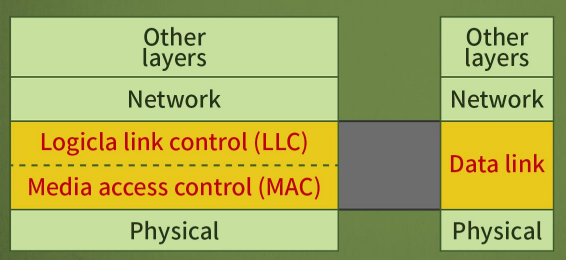 Other
layers
Network
Logicla link control (LLC)
Media access control (MAC)
Physical
Other
layers
Network
Data link
Physical